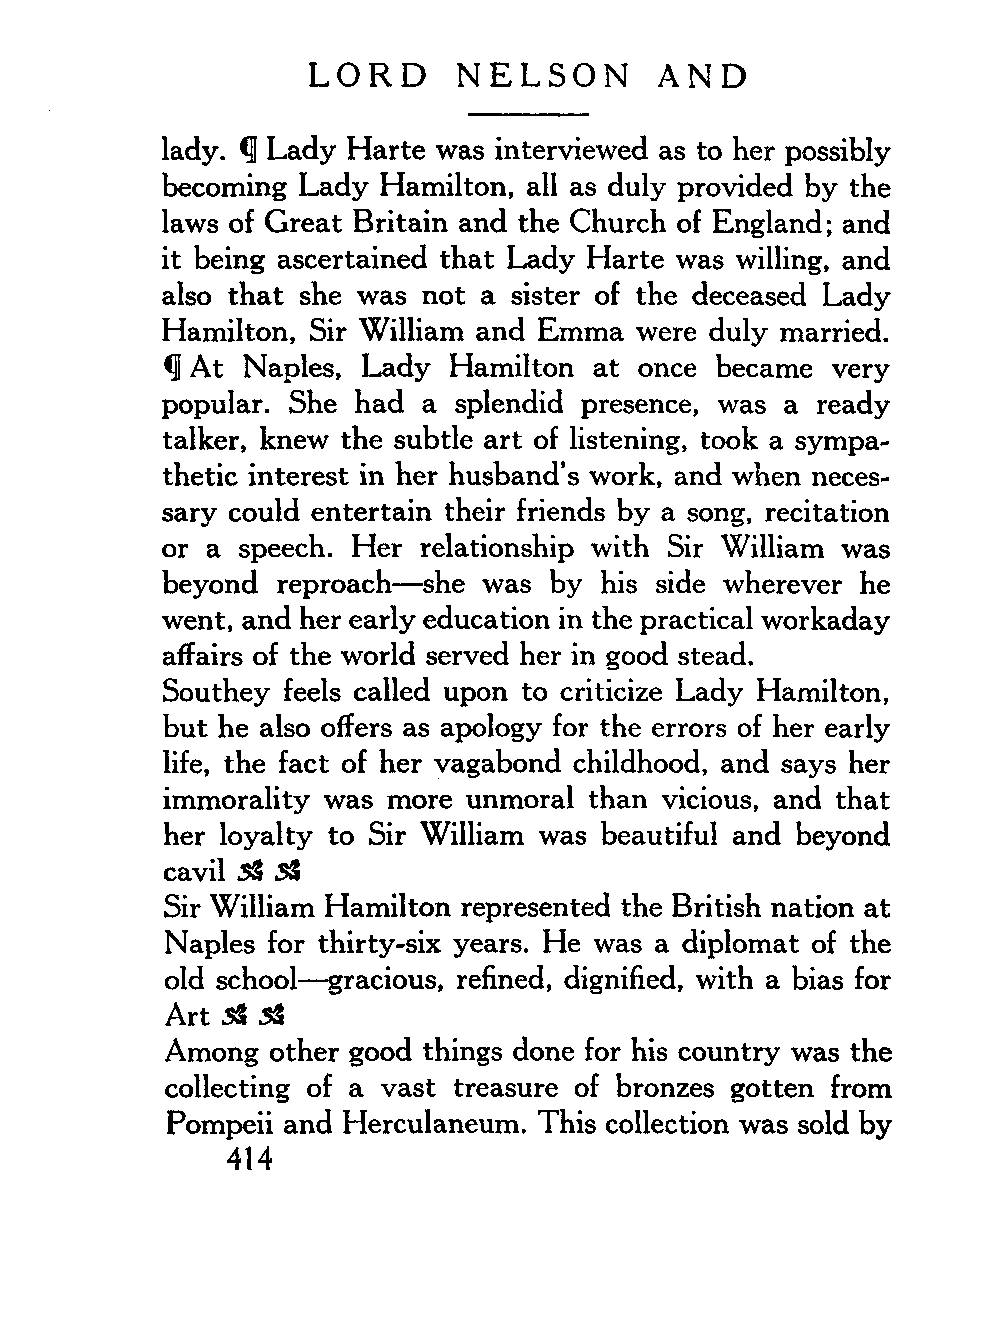 LORD NELSON AND
lady. ¶ Lady Harte was interviewed as to her possibly
becoming Lady Hamilton, all as duly provided by the
laws of Great Britain and the Church of England; and
it being ascertained that Lady Harte was willing, and
also that she was not a sister of the deceased Lady
Hamilton, Sir William and Emma were duly married.
¶ At Naples, Lady Hamilton at once became very
popular. She had a splendid presence, was a ready
talker, knew the subtle art of listening, took a sympa-
thetic interest in her husband's work, and when neces-
sary could entertain their friends by a song, recitation
or a speech. Her relationship with Sir William was
beyond reproach—she was by his side wherever he
went, and her early education in the practical workaday
affairs of the world served her in good stead.
Southey feels called upon to criticize Lady Hamilton,
but he also offers as apology for the errors of her early
life, the fact of her vagabond childhood, and says her
immorality was more unmoral than vicious, and that
her loyalty to Sir William was beautiful and beyond
cavil
Sir William Hamilton represented the British nation at
Naples for thirty-six years. He was a diplomat of the
old school—gracious, refined, dignified, with a bias for
Art
Among other good things done for his country was the
collecting of a vast treasure of bronzes gotten from
Pompeii and Herculaneum. This collection was sold by
414